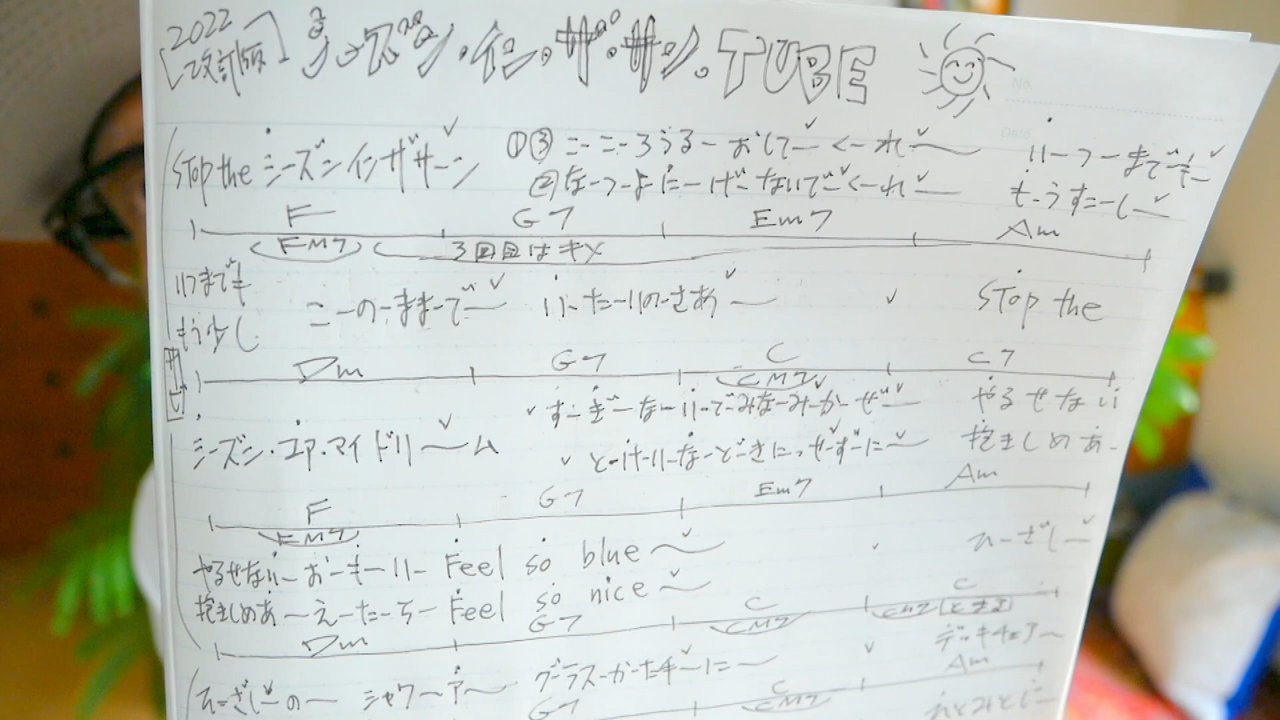 [2022
改訂版] シーズン・イン・ザ・サン。TUBE
No.
Date
Stop the シーズンインザサーン ①③ こーころうるーおしてー くーれー いーつーまでもー
②なーつーよにーげーないでーくーれー もーうすこーしー
F G7 Em7 Am
(FM7) 3回目はキメ
いつまでも
もう少し こーのーままーでー いーたーいのーさあー Stop the
サビ
Dm G7 C C7
(CM7)
すーぎーなーいーでーみなーみーかーぜー やるせない
シーズン・ユア・マイドリーム とーけーいなーどーきにーせーずーにー 抱きしめあー
F G7 Em7 Am
(FM7)
やるせないーおーもーいー Feel so blue ひーざしー
抱きしめあーえーたーらー Feel so nice
Dm G7 C C
(CM7) CM7
ひーざしーのー シャワーアー グーラスーかーたてーにー デッキチェアー
G7 C Am
(CM7)